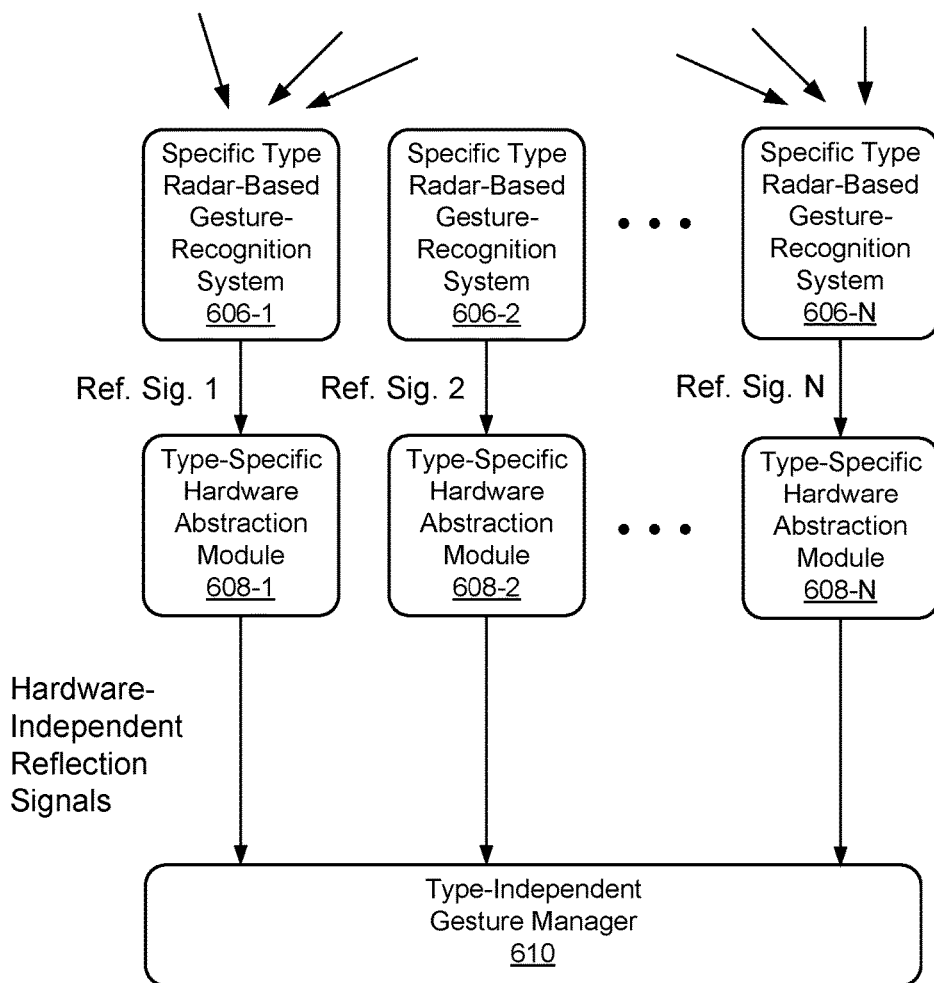 Specific Type
Radar-Based
Gesture-
Recognition
System
606-1
Specific Type
Radar-Based
Gesture-
Recognition
System
606-2
Specific Type
Radar-Based
Gesture-
Recognition
System
606-N
Ref. Sig. 1
Ref. Sig. 2
Ref. Sig. N
Type-Specific
Hardware
Abstraction
Module
608-1
Type-Specific
Hardware
Abstraction
Module
608-2
Type-Specific
Hardware
Abstraction
Module
608-N
Hardware-
Independent
Reflection
Signals
Type-Independent
Gesture Manager
610